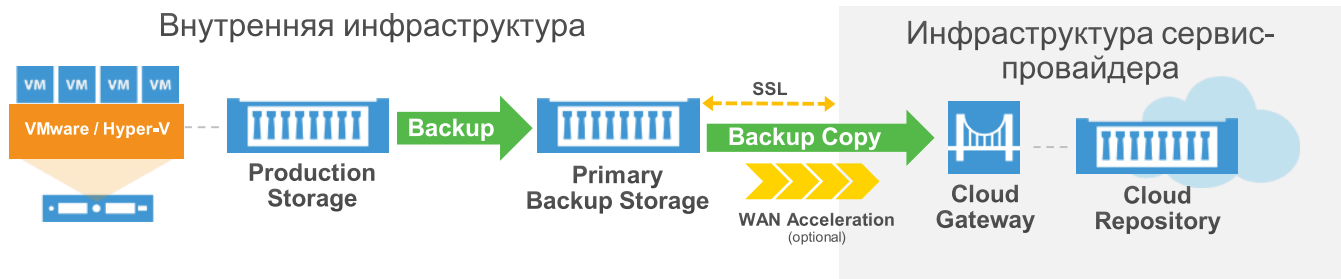 Внутренняя инфраструктура
Инфраструктура сервис-
провайдера
VM VM VM VM
VMware / Hyper-V
Production
Storage
Backup
Primary
Backup Storage
SSL
Backup Copy
WAN Acceleration
(optional)
Cloud
Gateway
Cloud
Repository